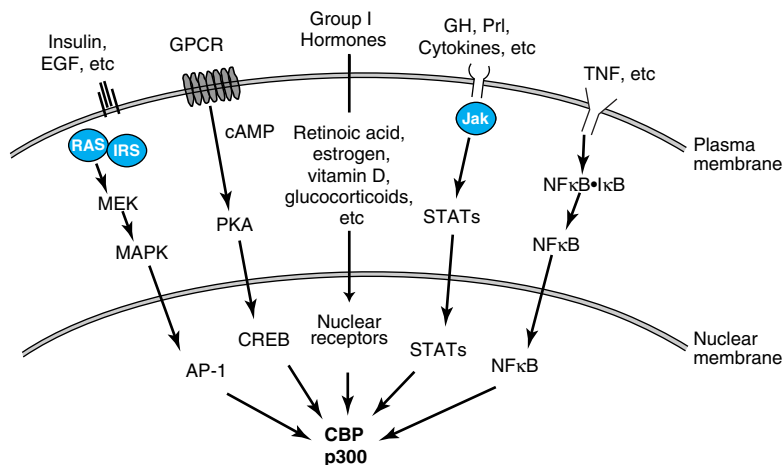 Insulin,
EGF, etc
GPCR
Group I
Hormones
GH, Prl,
Cytokines, etc
TNF, etc
RAS
IRS
cAMP
Retinoic acid,
estrogen,
vitamin D,
glucocorticoids,
etc
Jak
Plasma
membrane
MEK
MAPK
PKA
STATs
NFκB•IκB
NFκB
CREB
Nuclear
receptors
STATs
Nuclear
membrane
AP-1
NFκB
CBP
p300